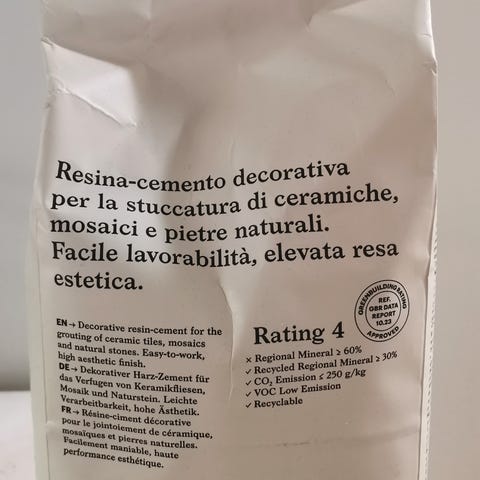 Resina-cemento decorativa
per la stuccatura di ceramiche,
mosaici e pietre naturali.
Facile lavorabilità, elevata resa
estetica.
EN → Decorative resin-cement for the
grouting of ceramic tiles, mosaics
and natural stones. Easy-to-work,
high aesthetic finish.
DE → Dekorativer Harz-Zement für
das Verfugen von Keramikfliesen,
Mosaik und Naturstein. Leichte
Verarbeitbarkeit, hohe Ästhetik.
FR → Résine-ciment décorative
pour le jointoiement de céramique,
mosaïques et pierres naturelles.
Facilement maniable, haute
performance esthétique.
Rating 4
× Regional Mineral ≥ 60%
✓ Recycled Regional Mineral ≥ 30%
✓ CO₂ Emission ≤ 250 g/kg
✓ VOC Low Emission
✓ Recyclable
GREENBUILDING RATING
REF.
GBR DATA
REPORT
10.23
APPROVED